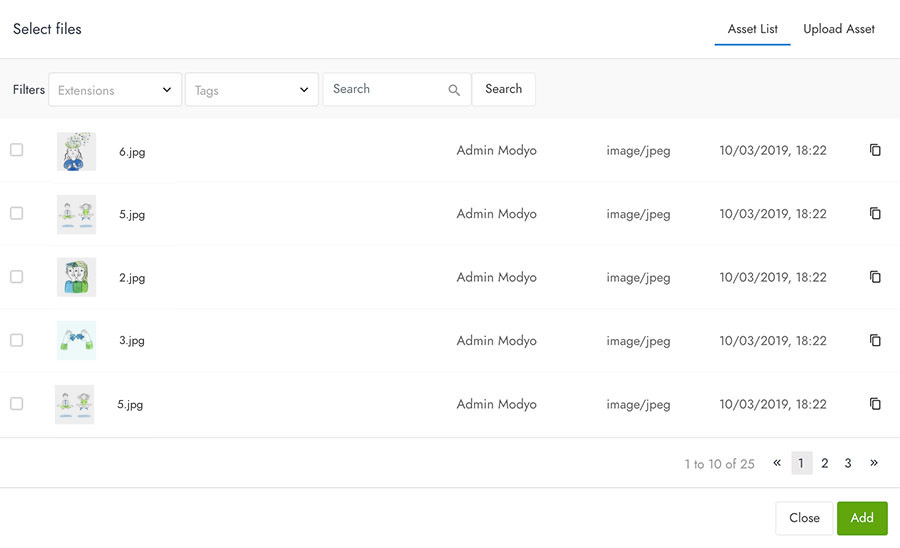 Select files
Asset List Upload Asset
Filters Extensions Tags Search Search
6.jpg Admin Modyo image/jpeg 10/03/2019, 18:22
5.jpg Admin Modyo image/jpeg 10/03/2019, 18:22
2.jpg Admin Modyo image/jpeg 10/03/2019, 18:22
3.jpg Admin Modyo image/jpeg 10/03/2019, 18:22
5.jpg Admin Modyo image/jpeg 10/03/2019, 18:22
1 to 10 of 25 « 1 2 3 »
Close Add